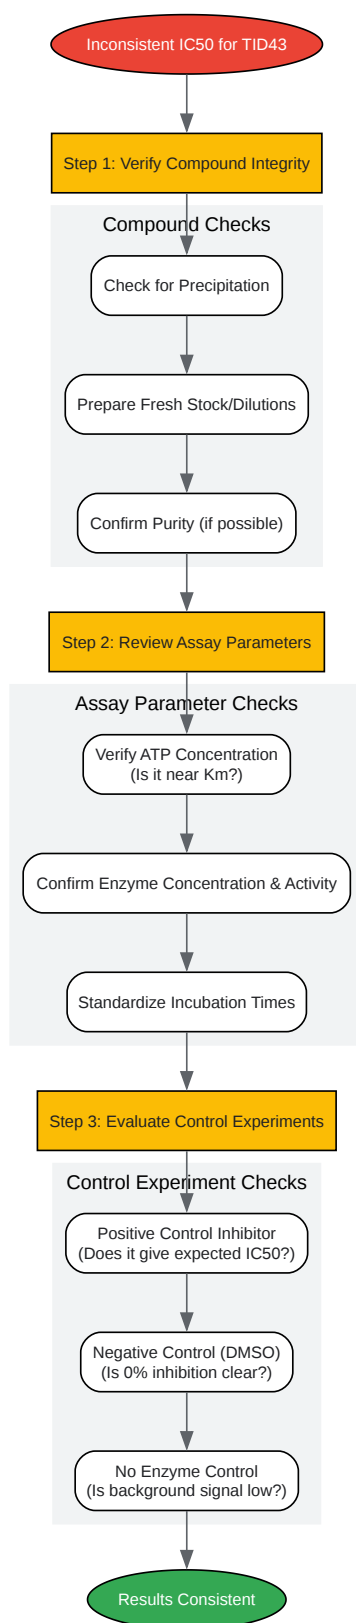 Inconsistent IC50 for TID43
Step 1: Verify Compound Integrity
Compound Checks
Check for Precipitation
Prepare Fresh Stock/Dilutions
Confirm Purity (if possible)
Step 2: Review Assay Parameters
Assay Parameter Checks
Verify ATP Concentration
(Is it near Km?)
Confirm Enzyme Concentration & Activity
Standardize Incubation Times
Step 3: Evaluate Control Experiments
Control Experiment Checks
Positive Control Inhibitor
(Does it give expected IC50?)
Negative Control (DMSO)
(Is 0% inhibition clear?)
No Enzyme Control
(Is background signal low?)
Results Consistent